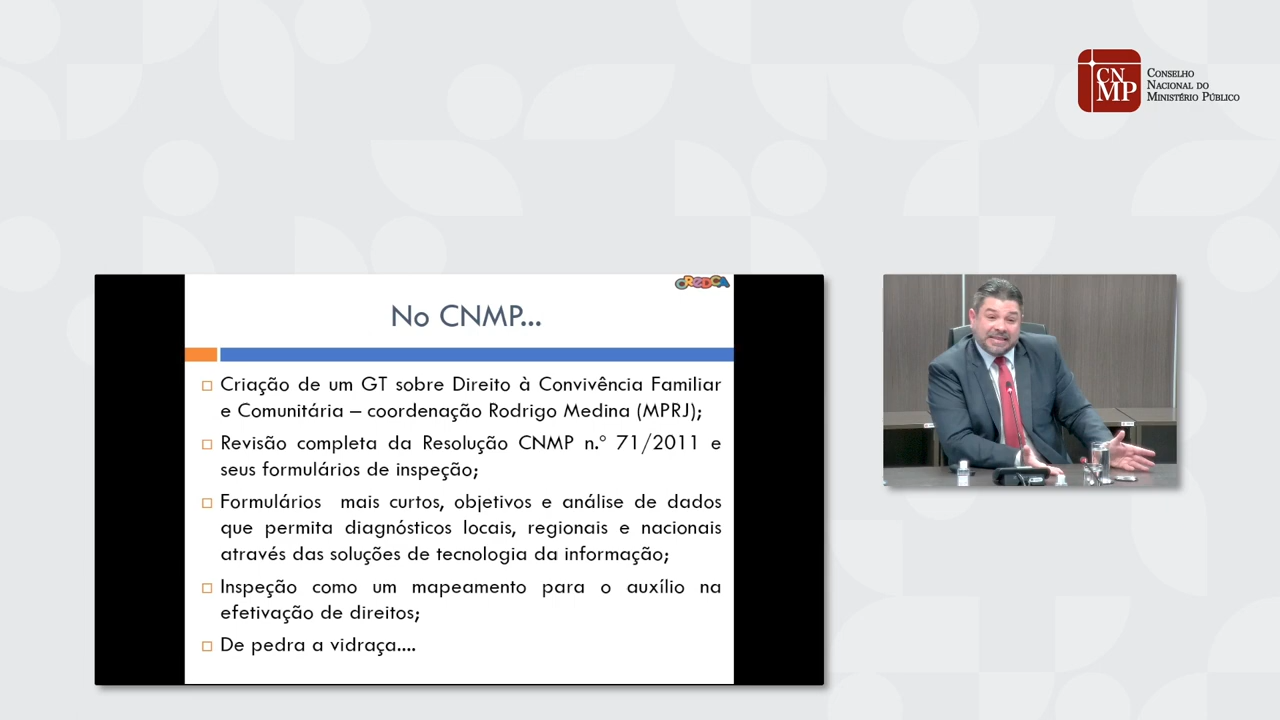 CN
MP
Conselho
Nacional do
Ministério Público
OREDCA
No CNMP...
Criação de um GT sobre Direito à Convivência Familiar
e Comunitária – coordenação Rodrigo Medina (MPRJ);
Revisão completa da Resolução CNMP n.º 71/2011 e
seus formulários de inspeção;
Formulários mais curtos, objetivos e análise de dados
que permita diagnósticos locais, regionais e nacionais
através das soluções de tecnologia da informação;
Inspeção como um mapeamento para o auxílio na
efetivação de direitos;
De pedra a vidraça....